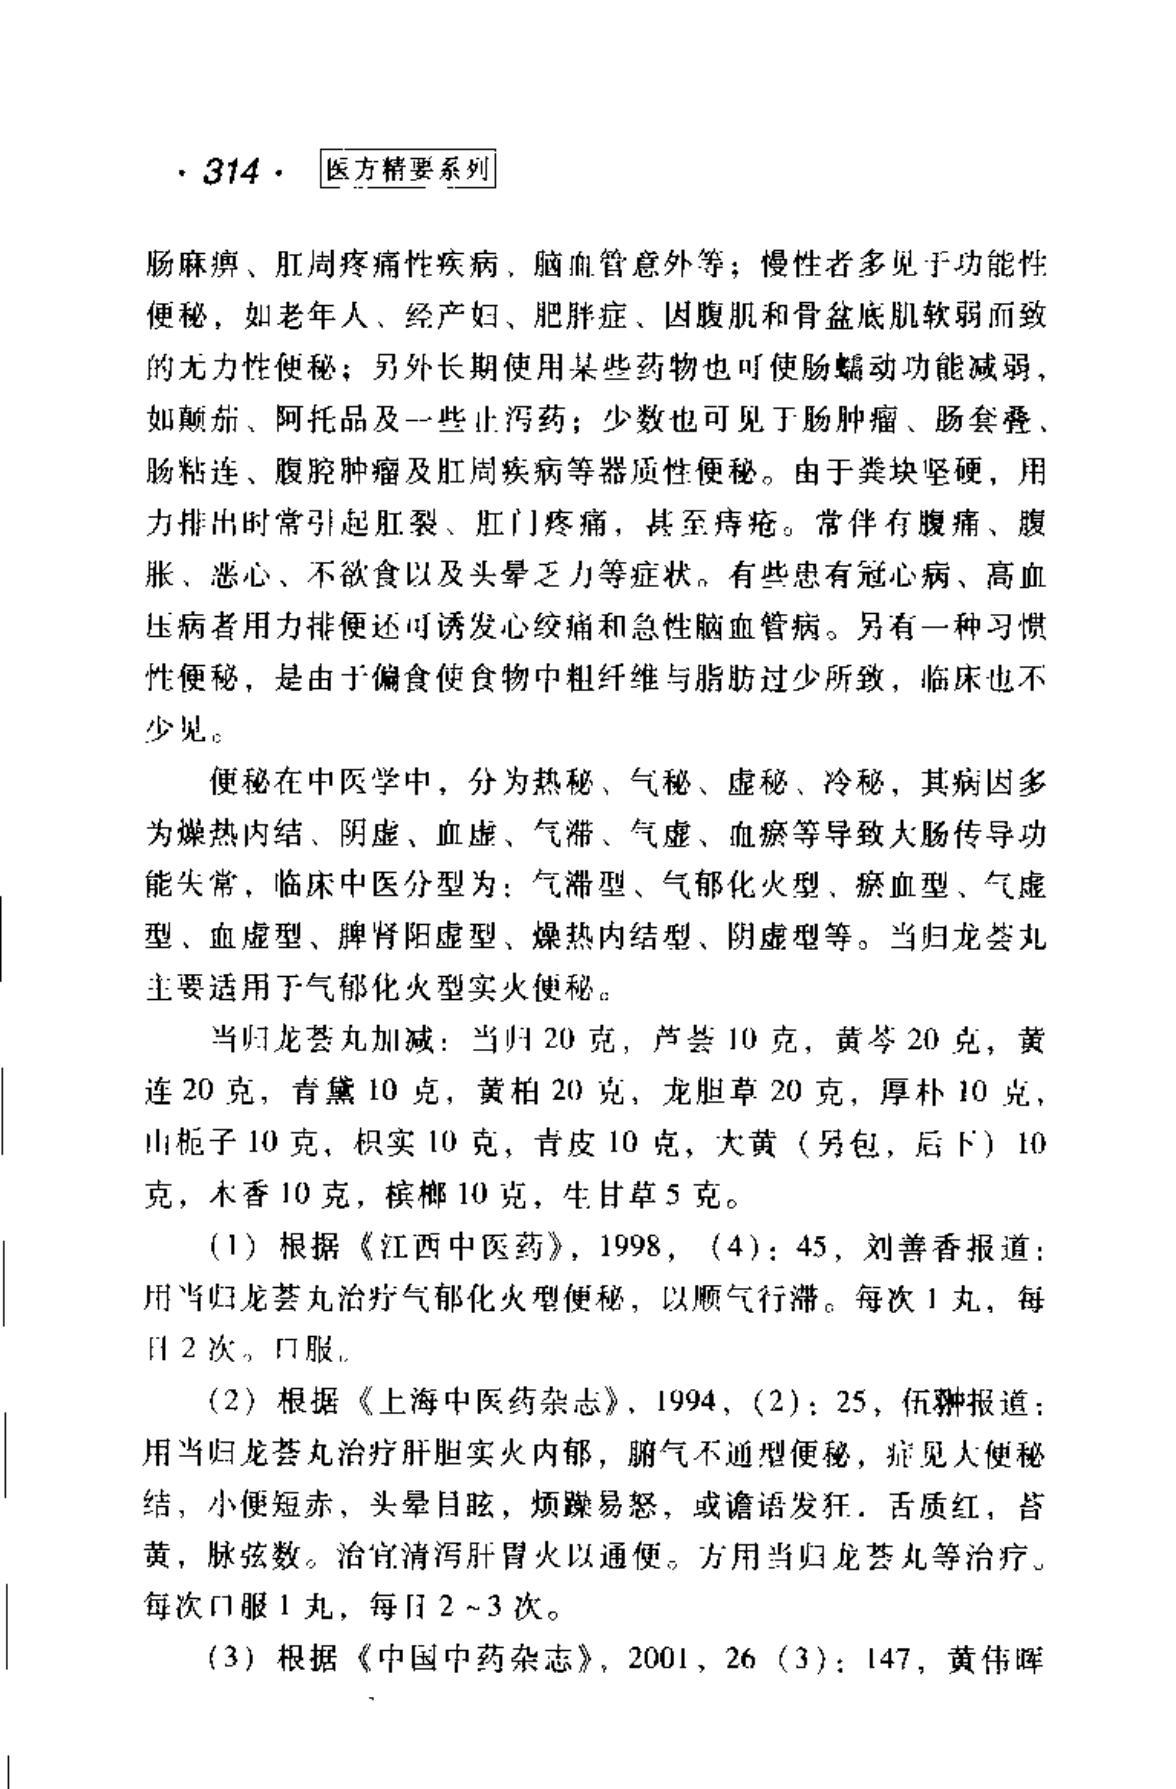 ·314· 医方精要系列
肠麻痹、肛周疼痛性疾病、脑血管意外等；慢性者多见于功能性
便秘，如老年人、经产妇、肥胖症、因腹肌和骨盆底肌软弱而致
的无力性便秘；另外长期使用某些药物也可使肠蠕动功能减弱，
如颠茄、阿托品及一些止泻药；少数也可见于肠肿瘤、肠套叠、
肠粘连、腹腔肿瘤及肛周疾病等器质性便秘。由于粪块坚硬，用
力排出时常引起肛裂、肛门疼痛，甚至痔疮。常伴有腹痛、腹
胀、恶心、不欲食以及头晕乏力等症状。有些患有冠心病、高血
压病者用力排便还可诱发心绞痛和急性脑血管病。另有一种习惯
性便秘，是由于偏食使食物中粗纤维与脂肪过少所致，临床也不
少见。
便秘在中医学中，分为热秘、气秘、虚秘、冷秘，其病因多
为燥热内结、阴虚、血虚、气滞、气虚、血瘀等导致大肠传导功
能失常，临床中医分型为：气滞型、气郁化火型、瘀血型、气虚
型、血虚型、脾肾阳虚型、燥热内结型、阴虚型等。当归龙荟丸
主要适用于气郁化火型实火便秘。
当归龙荟丸加减：当归20克，芦荟10克，黄芩20克，黄
连20克，青黛10克，黄柏20克，龙胆草20克，厚朴10克，
山栀子10克，枳实10克，青皮10克，大黄（另包，后下）10
克，木香10克，槟榔10克，生甘草5克。
（1）根据《江西中医药》，1998，（4）：45，刘善香报道：
用当归龙荟丸治疗气郁化火型便秘，以顺气行滞。每次1丸，每
日2次。口服。
（2）根据《上海中医药杂志》，1994，（2）：25，伍翀报道：
用当归龙荟丸治疗肝胆实火内郁，腑气不通型便秘，症见大便秘
结，小便短赤，头晕目眩，烦躁易怒，或谵语发狂．舌质红，苔
黄，脉弦数。治宜清泻肝胃火以通便。方用当归龙荟丸等治疗。
每次口服1丸，每日2~3次。
（3）根据《中国中药杂志》，2001，26（3）：147，黄伟晖